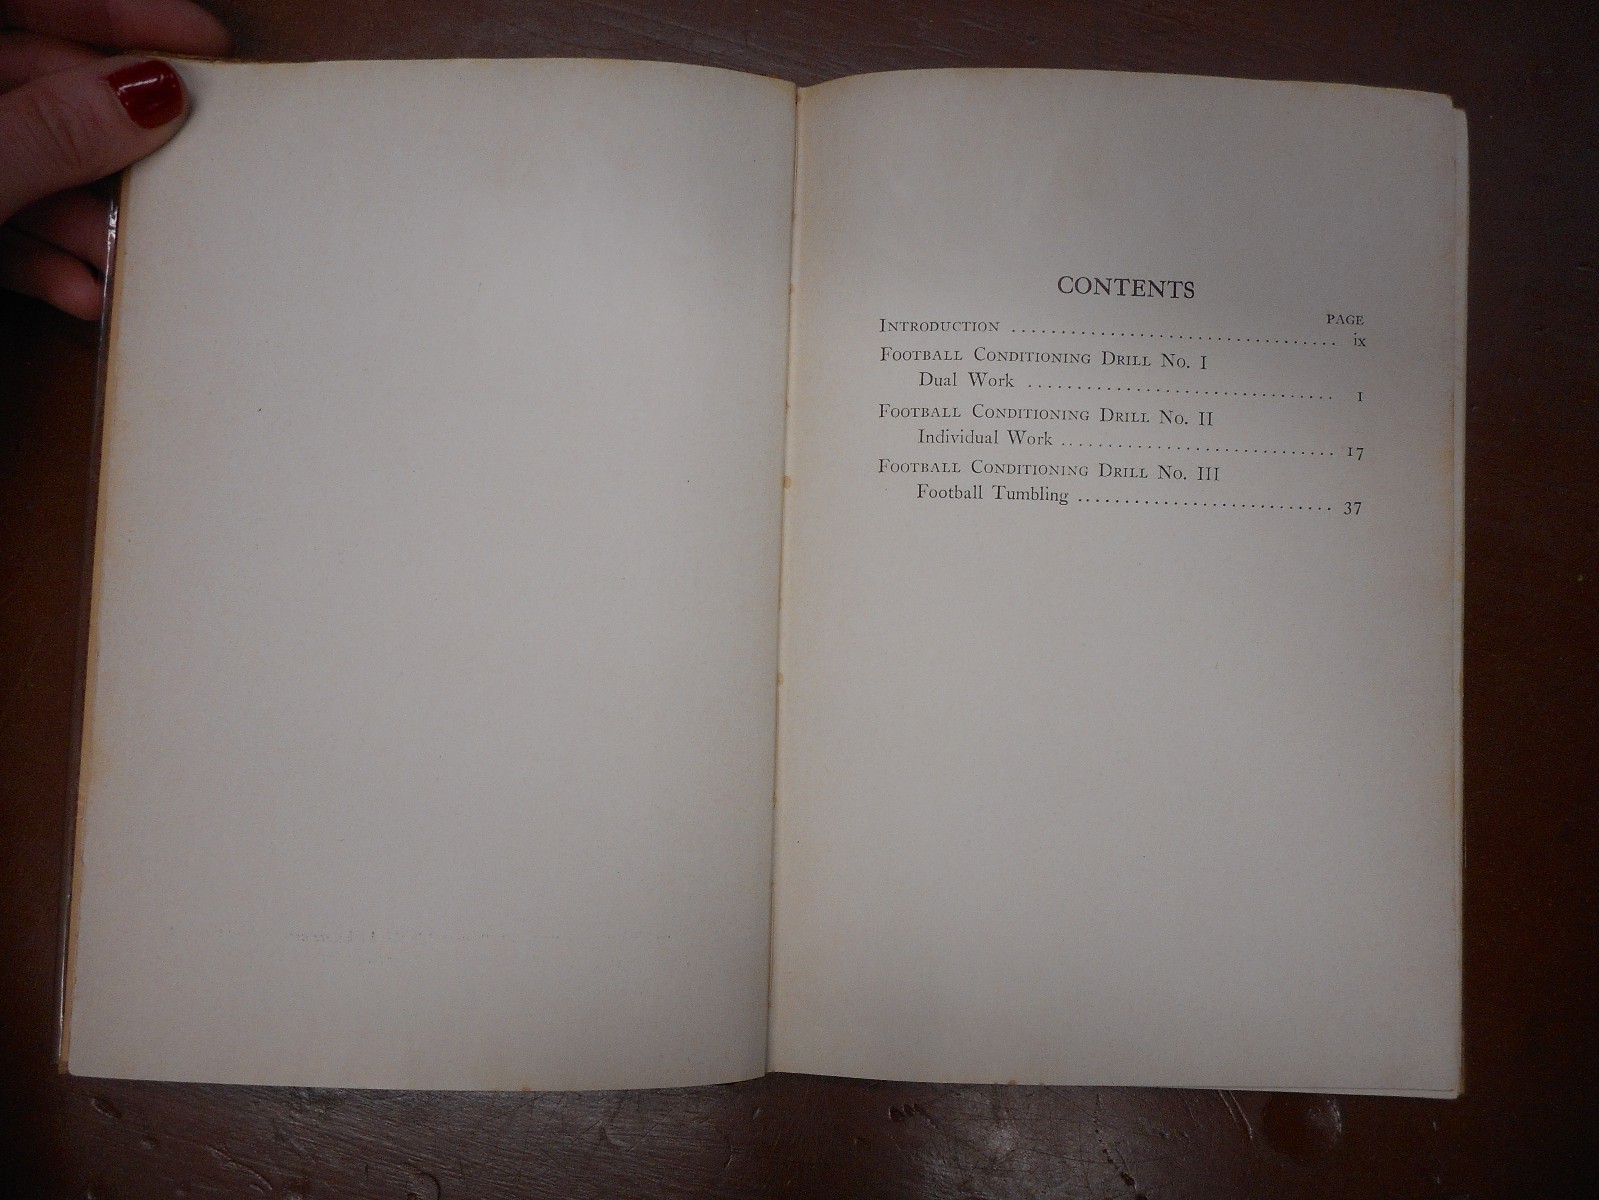 CONTENTS
PAGE
INTRODUCTION .................................. ix
FOOTBALL CONDITIONING DRILL No. I
Dual Work ................................ 1
FOOTBALL CONDITIONING DRILL No. II
Individual Work ............................. 17
FOOTBALL CONDITIONING DRILL No. III
Football Tumbling ........................... 37